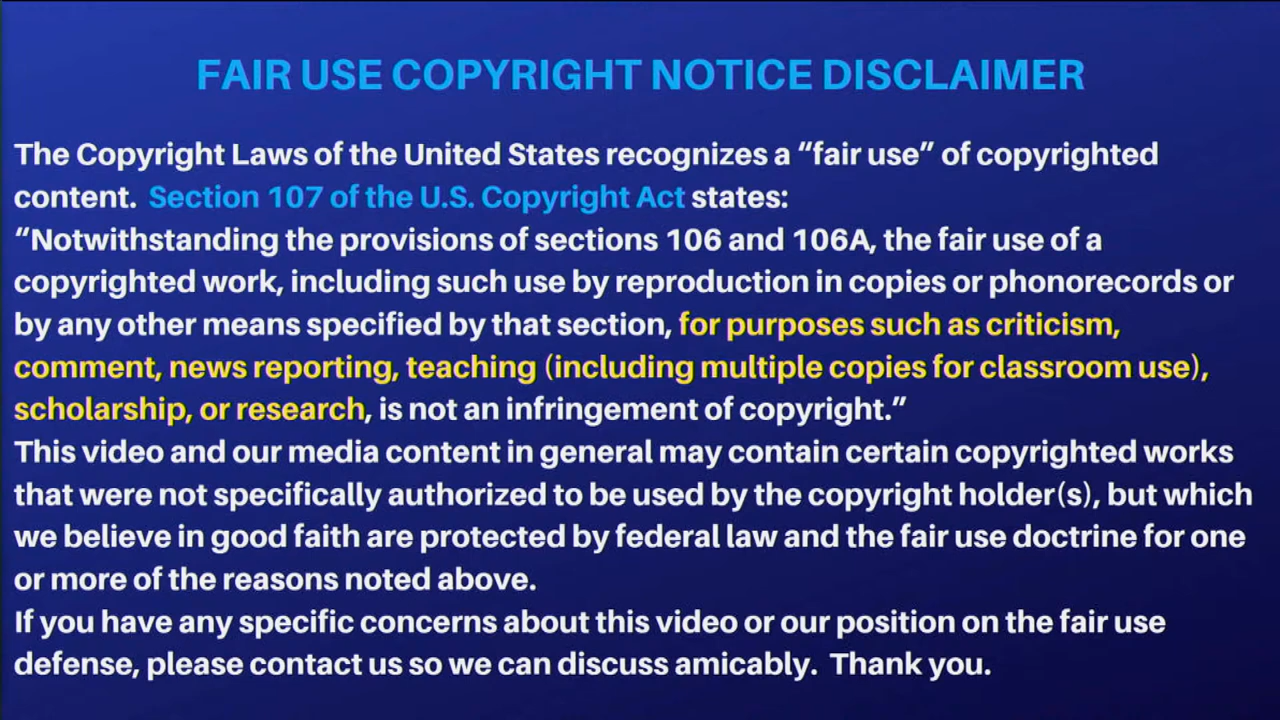 FAIR USE COPYRIGHT NOTICE DISCLAIMER
The Copyright Laws of the United States recognizes a “fair use” of copyrighted
content.  Section 107 of the U.S. Copyright Act states:
“Notwithstanding the provisions of sections 106 and 106A, the fair use of a
copyrighted work, including such use by reproduction in copies or phonorecords or
by any other means specified by that section, for purposes such as criticism,
comment, news reporting, teaching (including multiple copies for classroom use),
scholarship, or research, is not an infringement of copyright.”
This video and our media content in general may contain certain copyrighted works
that were not specifically authorized to be used by the copyright holder(s), but which
we believe in good faith are protected by federal law and the fair use doctrine for one
or more of the reasons noted above.
If you have any specific concerns about this video or our position on the fair use
defense, please contact us so we can discuss amicably.  Thank you.